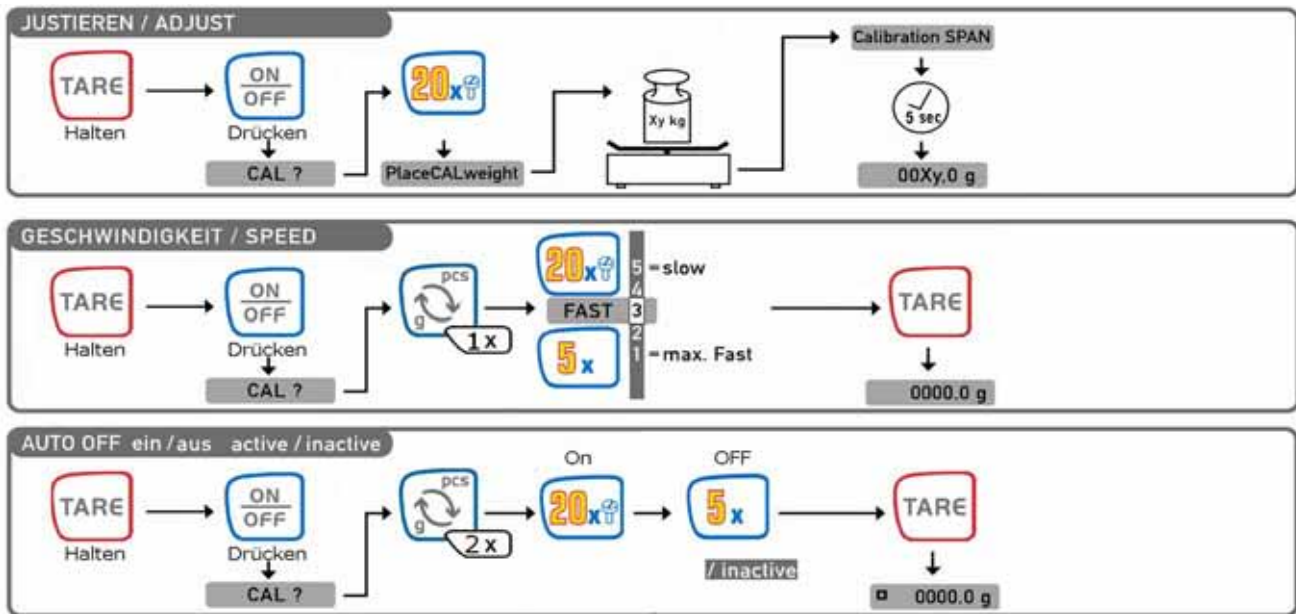 JUSTIEREN / ADJUST
TARE
Halten
ON
OFF
Drücken
CAL ?
20x
PlaceCALweight
Xy kg
Calibration SPAN
5 sec
00Xy.0 g
GESCHWINDIGKEIT / SPEED
TARE
Halten
ON
OFF
Drücken
CAL ?
pcs
g
1x
20x
FAST
5x
5 =slow
4
3
2
1 =max. Fast
TARE
0000.0 g
AUTO OFF ein / aus active / inactive
TARE
Halten
ON
OFF
Drücken
CAL ?
pcs
g
2x
On
20x
OFF
5x
/ inactive
TARE
0000.0 g